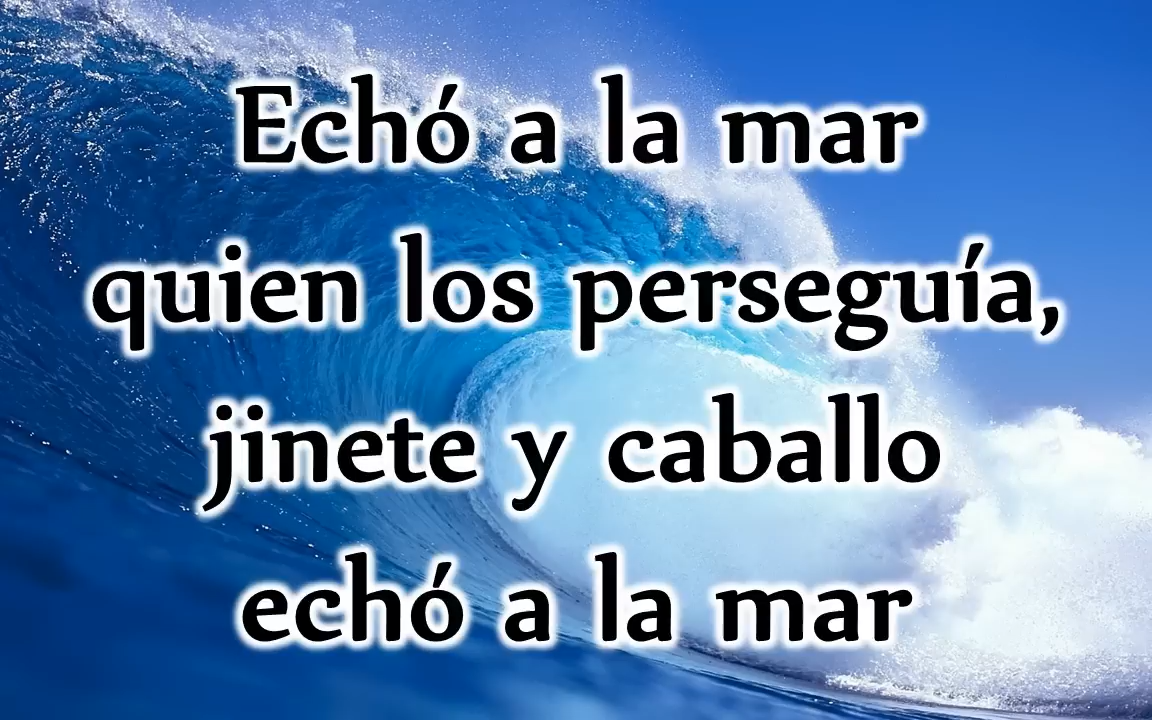 Echó a la mar
quien los perseguía,
jinete y caballo
echó a la mar